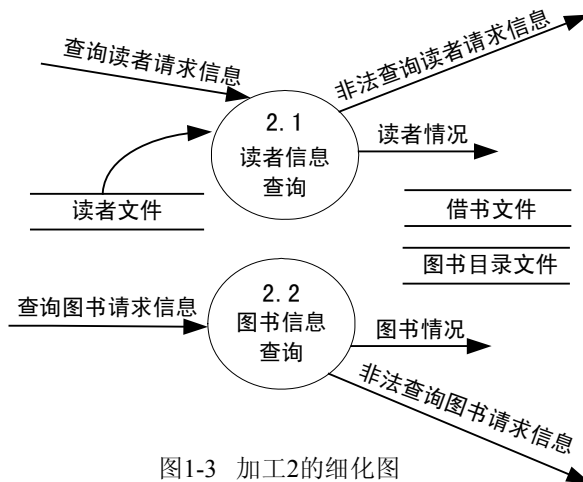 查询读者请求信息
非法查询读者请求信息
2.1
读者信息
查询
读者情况
读者文件
借书文件
图书目录文件
查询图书请求信息
2.2
图书信息
查询
图书情况
非法查询图书请求信息
图1-3 加工2的细化图